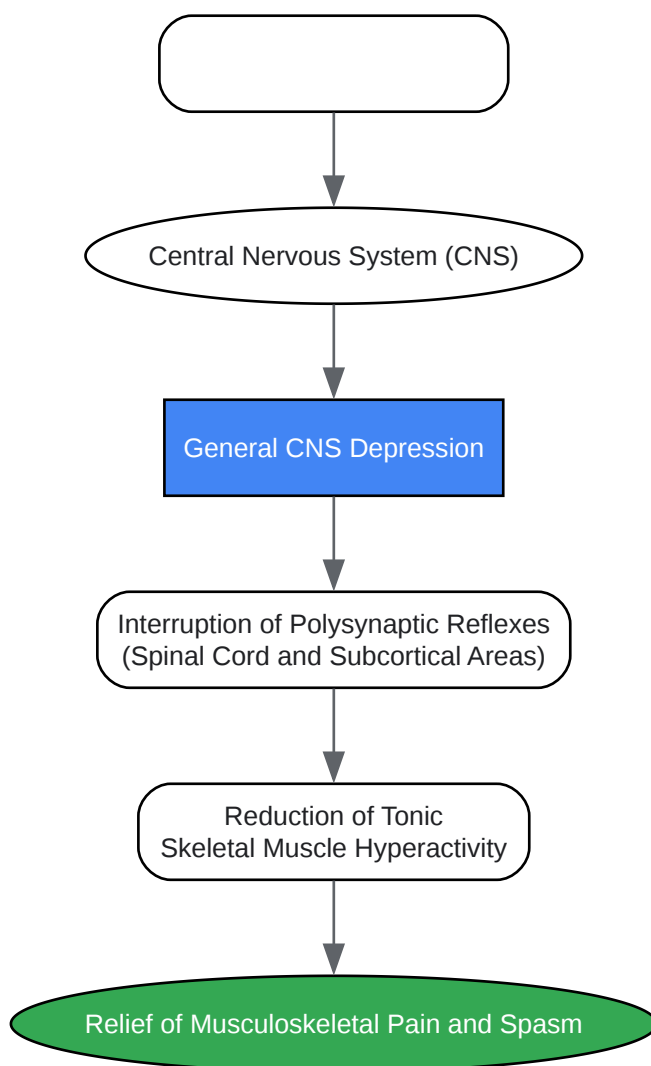 Central Nervous System (CNS)
General CNS Depression
Interruption of Polysynaptic Reflexes
(Spinal Cord and Subcortical Areas)
Reduction of Tonic
Skeletal Muscle Hyperactivity
Relief of Musculoskeletal Pain and Spasm